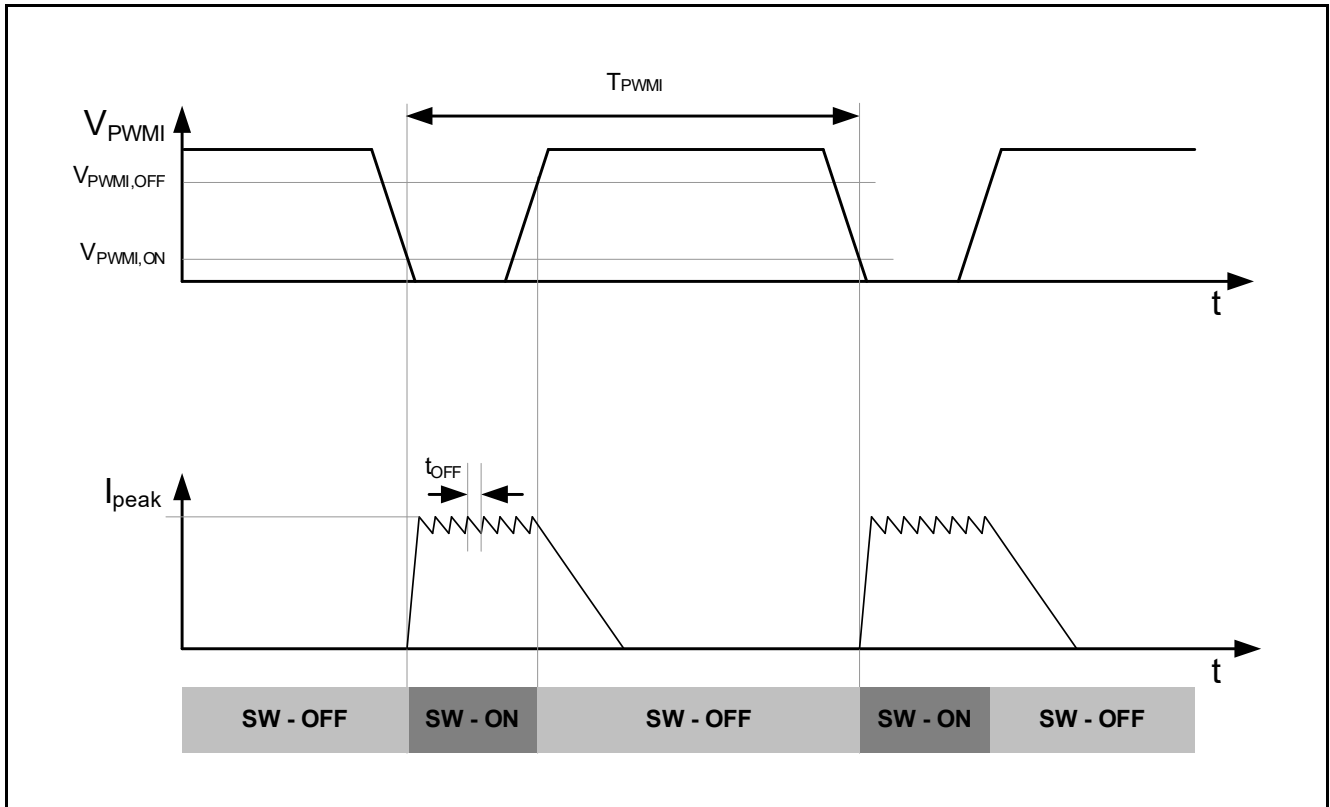 TPWMI
VPWMI
VPWMI,OFF
VPWMI,ON
t
tOFF
Ipeak
t
SW - OFF SW - ON SW - OFF SW - ON SW - OFF